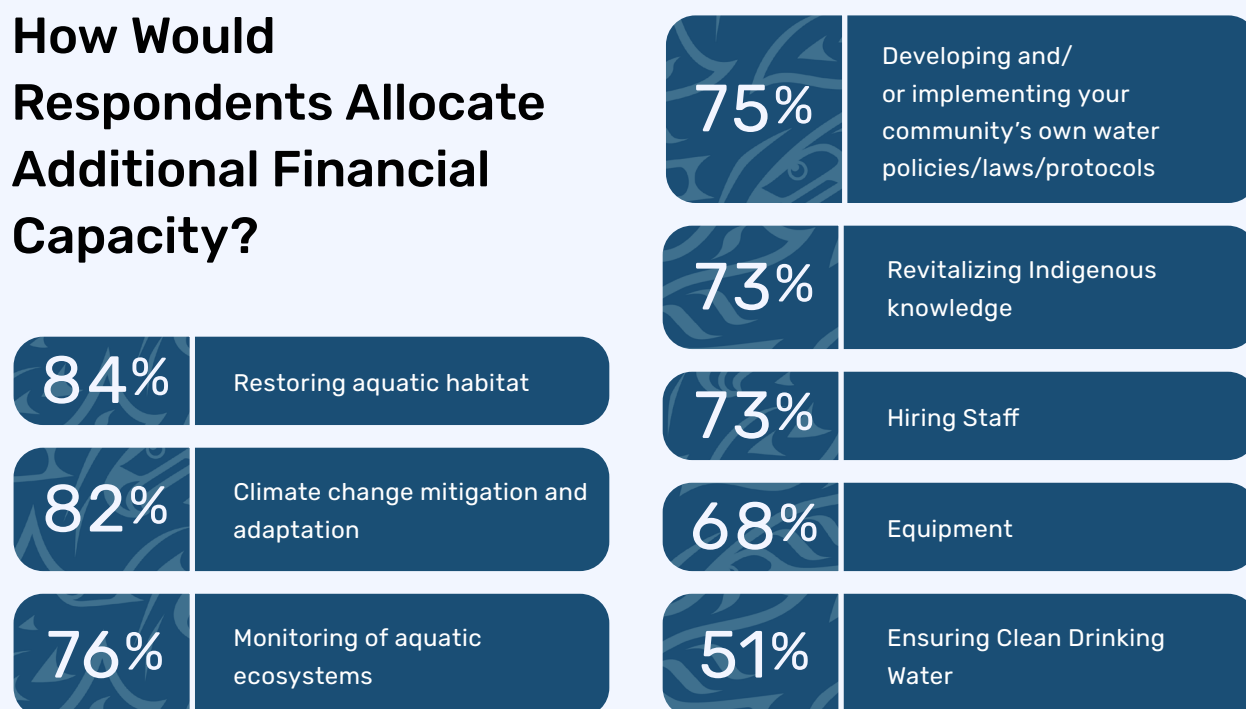 How Would
Respondents Allocate
Additional Financial
Capacity?
84%
Restoring aquatic habitat
82%
Climate change mitigation and
adaptation
76%
Monitoring of aquatic
ecosystems
75%
Developing and/
or implementing your
community’s own water
policies/laws/protocols
73%
Revitalizing Indigenous
knowledge
73%
Hiring Staff
68%
Equipment
51%
Ensuring Clean Drinking
Water